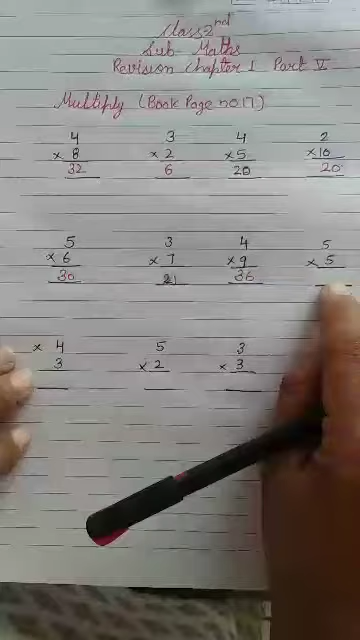 Class 2nd
Sub Maths
Revision Chapter 1 Part V
Multiply (Book Page no 17)
4 3 4 2
× 8 × 2 × 5 × 10
32 6 20 20
5 3 4 5
× 6 × 7 × 9 × 5
30 21 36
× 4 5 3
3 × 2 × 3